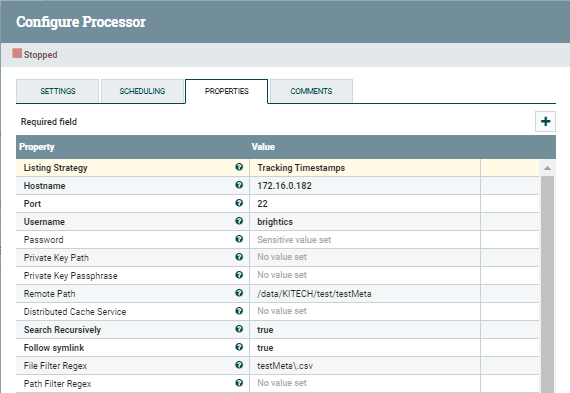 Configure Processor
Stopped
SETTINGS SCHEDULING PROPERTIES COMMENTS
Required field
Property Value
Listing Strategy Tracking Timestamps
Hostname 172.16.0.182
Port 22
Username brightics
Password Sensitive value set
Private Key Path No value set
Private Key Passphrase No value set
Remote Path /data/KITECH/test/testMeta
Distributed Cache Service No value set
Search Recursively true
Follow symlink true
File Filter Regex testMeta\.csv
Path Filter Regex No value set